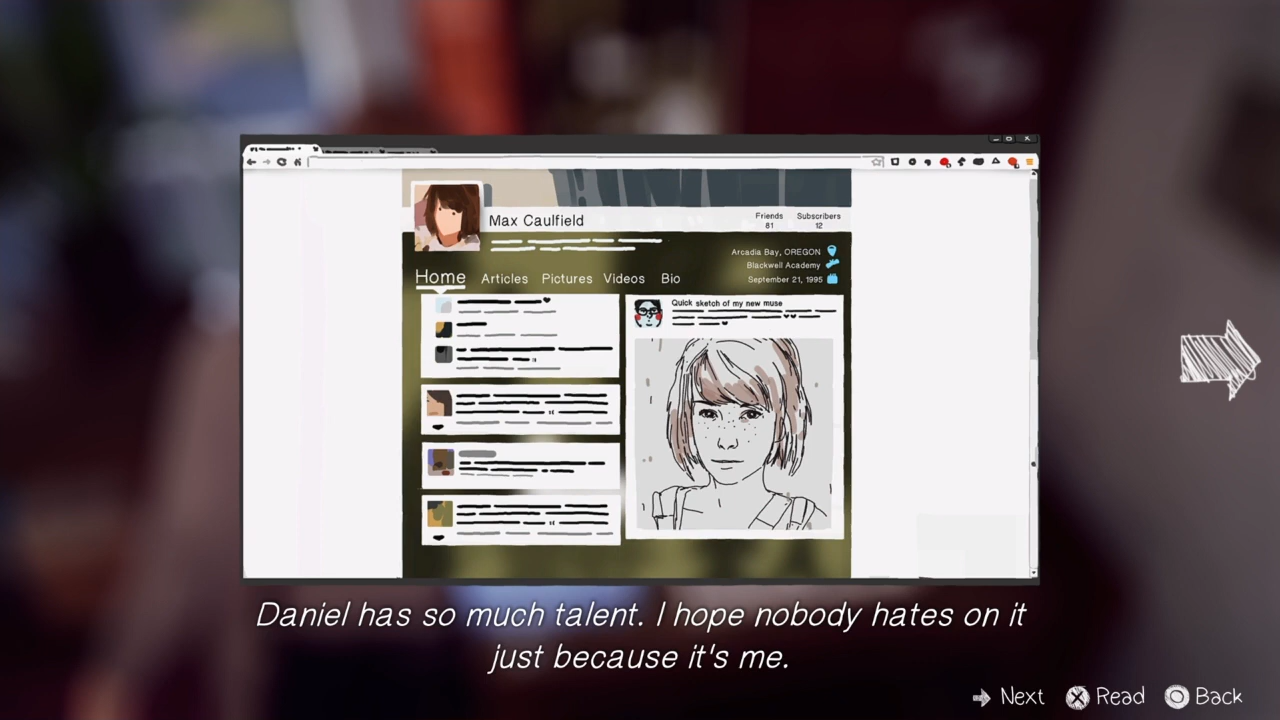 Max Caulfield
Friends
81
Subscribers
12
Arcadia Bay, OREGON
Blackwell Academy
September 21, 1995
Home Articles Pictures Videos Bio
Quick sketch of my new muse
Daniel has so much talent. I hope nobody hates on it
just because it's me.
Next Read Back